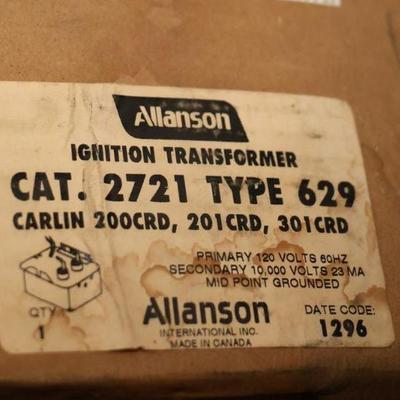 Allanson
IGNITION TRANSFORMER
CAT. 2721 TYPE 629
CARLIN 200CRD, 201CRD, 301CRD
PRIMARY 120 VOLTS 60HZ
SECONDARY 10,000 VOLTS 23 MA
MID POINT GROUNDED
QTY
1
Allanson
INTERNATIONAL INC.
MADE IN CANADA
DATE CODE:
1296